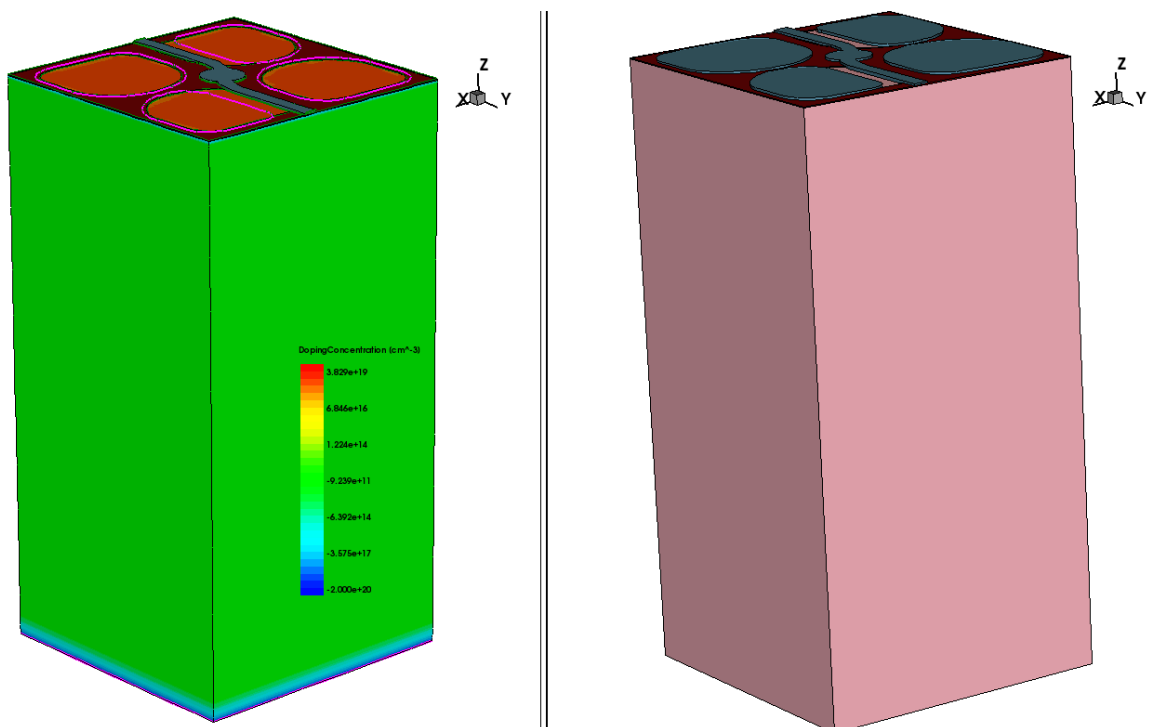 Z
X
Y
DopingConcentration (cm^-3)
3.829e+19
6.846e+16
1.224e+14
-9.239e+11
-6.392e+14
-3.575e+17
-2.000e+20
Z
X
Y